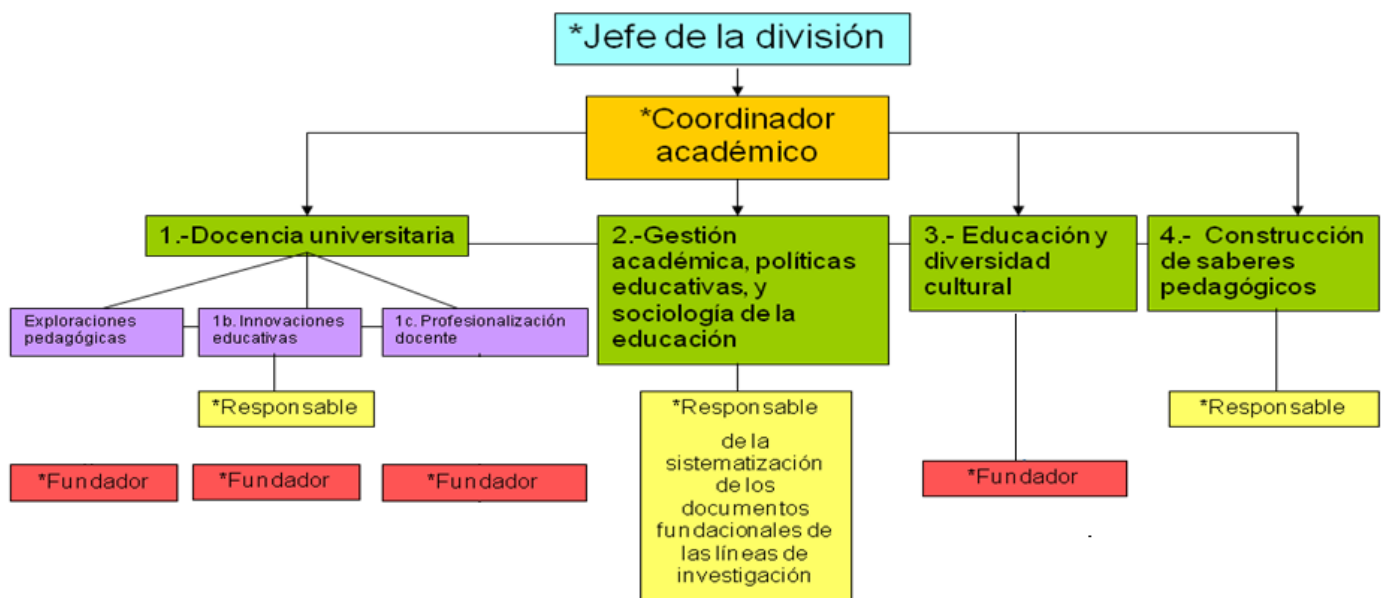 *Jefe de la división
*Coordinador
académico
1.-Docencia universitaria
2.-Gestión
académica, políticas
educativas, y
sociología de la
educación
3.- Educación y
diversidad
cultural
4.- Construcción
de saberes
pedagógicos
Exploraciones
pedagógicas
1b. Innovaciones
educativas
1c. Profesionalización
docente
*Responsable
*Responsable
de la
sistematización
de los
documentos
fundacionales de
las líneas de
investigación
*Responsable
*Fundador
*Fundador
*Fundador
*Fundador